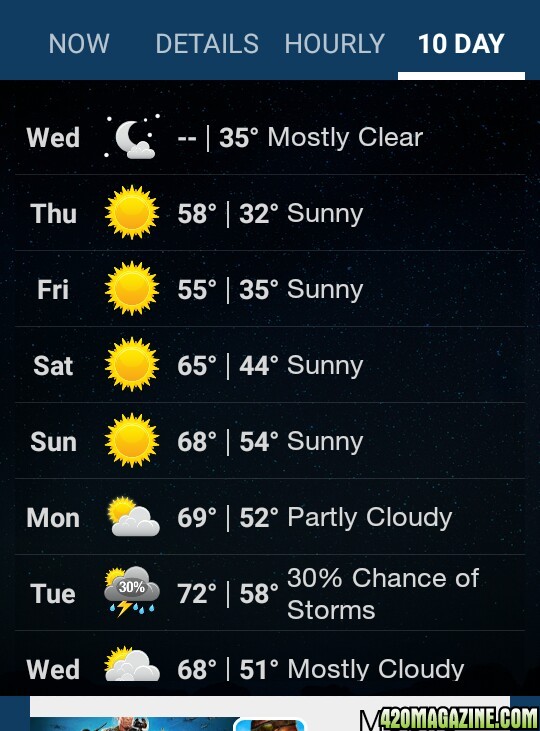 NOW DETAILS HOURLY 10 DAY
Wed -- | 35° Mostly Clear
Thu 58° | 32° Sunny
Fri 55° | 35° Sunny
Sat 65° | 44° Sunny
Sun 68° | 54° Sunny
Mon 69° | 52° Partly Cloudy
Tue 30% 72° | 58° 30% Chance of
Storms
Wed 68° | 51° Mostly Cloudy
420MAGAZINE.COM